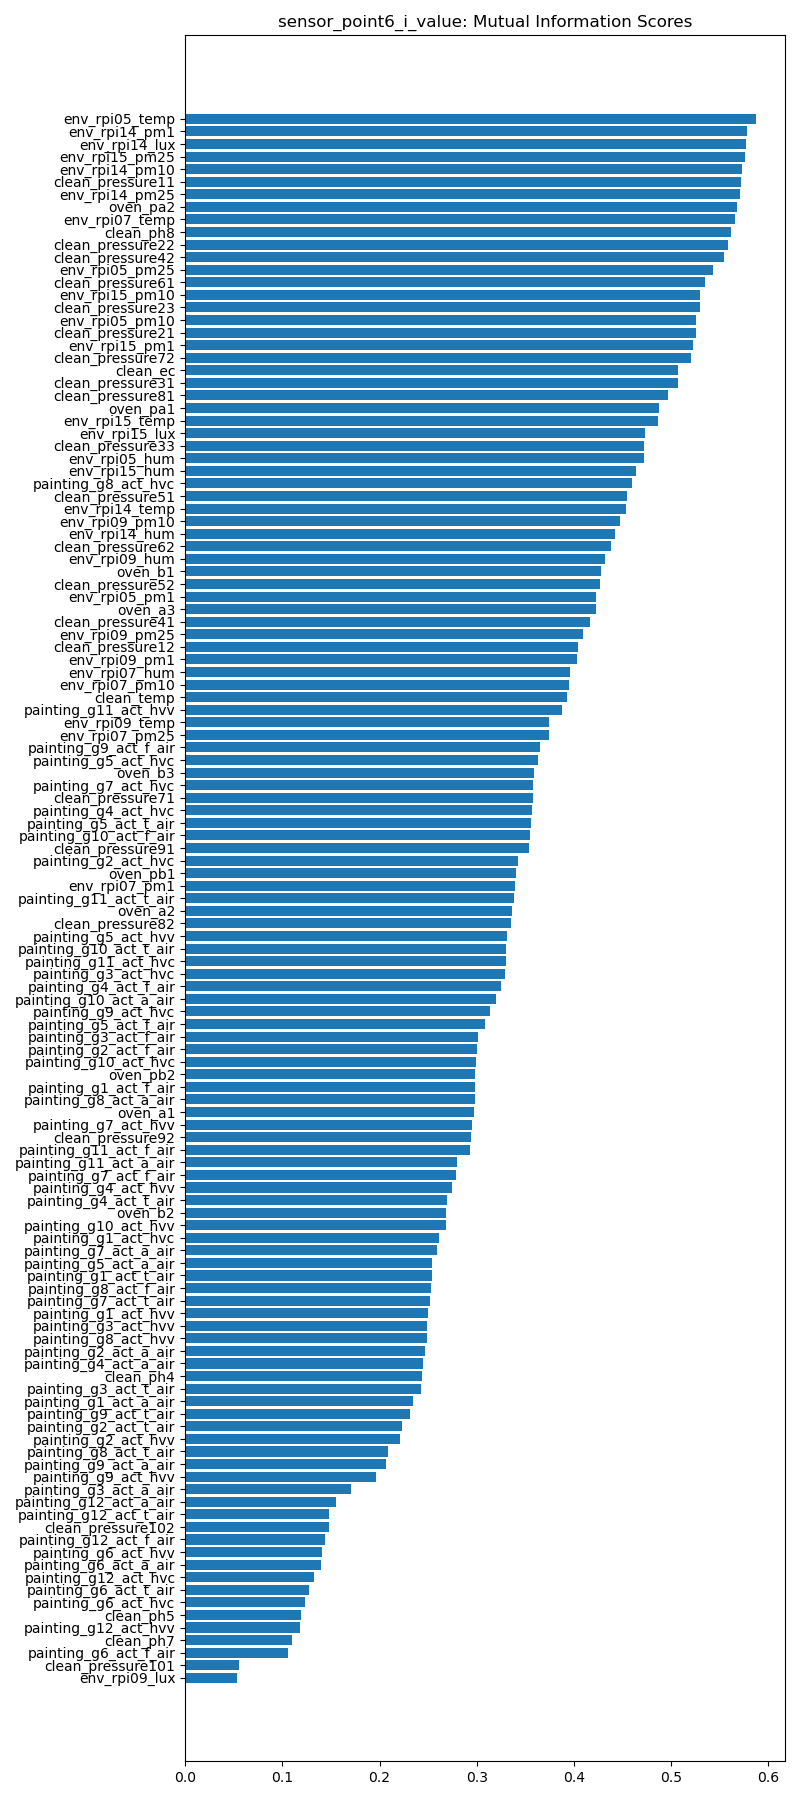 sensor_point6_i_value: Mutual Information Scores
env_rpi05_temp
env_rpi14_pm1
env_rpi14_lux
env_rpi15_pm25
env_rpi14_pm10
clean_pressure11
env_rpi14_pm25
oven_pa2
env_rpi07_temp
clean_ph8
clean_pressure22
clean_pressure42
env_rpi05_pm25
clean_pressure61
env_rpi15_pm10
clean_pressure23
env_rpi05_pm10
clean_pressure21
env_rpi15_pm1
clean_pressure72
clean_ec
clean_pressure31
clean_pressure81
oven_pa1
env_rpi15_temp
env_rpi15_lux
clean_pressure33
env_rpi05_hum
env_rpi15_hum
painting_g8_act_hvc
clean_pressure51
env_rpi14_temp
env_rpi09_pm10
env_rpi14_hum
clean_pressure62
env_rpi09_hum
oven_b1
clean_pressure52
env_rpi05_pm1
oven_a3
clean_pressure41
env_rpi09_pm25
clean_pressure12
env_rpi09_pm1
env_rpi07_hum
env_rpi07_pm10
clean_temp
painting_g11_act_hvv
env_rpi09_temp
env_rpi07_pm25
painting_g9_act_f_air
painting_g5_act_hvc
oven_b3
painting_g7_act_hvc
clean_pressure71
painting_g4_act_hvc
painting_g5_act_t_air
painting_g10_act_f_air
clean_pressure91
painting_g2_act_hvc
oven_pb1
env_rpi07_pm1
painting_g11_act_t_air
oven_a2
clean_pressure82
painting_g5_act_hvv
painting_g10_act_t_air
painting_g11_act_hvc
painting_g3_act_hvc
painting_g4_act_f_air
painting_g10_act_a_air
painting_g9_act_hvc
painting_g5_act_f_air
painting_g3_act_f_air
painting_g2_act_f_air
painting_g10_act_hvc
oven_pb2
painting_g1_act_f_air
painting_g8_act_a_air
oven_a1
painting_g7_act_hvv
clean_pressure92
painting_g11_act_f_air
painting_g11_act_a_air
painting_g7_act_f_air
painting_g4_act_hvv
painting_g4_act_t_air
oven_b2
painting_g10_act_hvv
painting_g1_act_hvc
painting_g7_act_a_air
painting_g5_act_a_air
painting_g1_act_t_air
painting_g8_act_f_air
painting_g7_act_t_air
painting_g1_act_hvv
painting_g3_act_hvv
painting_g8_act_hvv
painting_g2_act_a_air
painting_g4_act_a_air
clean_ph4
painting_g3_act_t_air
painting_g1_act_a_air
painting_g9_act_t_air
painting_g2_act_t_air
painting_g2_act_hvv
painting_g8_act_t_air
painting_g9_act_a_air
painting_g9_act_hvv
painting_g3_act_a_air
painting_g12_act_a_air
painting_g12_act_t_air
clean_pressure102
painting_g12_act_f_air
painting_g6_act_hvv
painting_g6_act_a_air
painting_g12_act_hvc
painting_g6_act_t_air
painting_g6_act_hvc
clean_ph5
painting_g12_act_hvv
clean_ph7
painting_g6_act_f_air
clean_pressure101
env_rpi09_lux
0.0 0.1 0.2 0.3 0.4 0.5 0.6